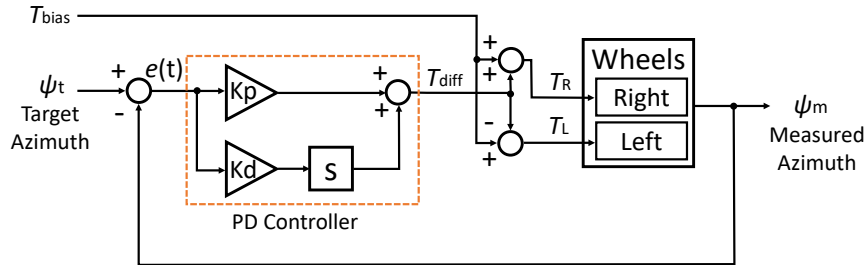 Tbias
+
-
ψt
Target
Azimuth
e(t)
Kp
Kd
s
+
+
PD Controller
Tdiff
+
+
-
+
TR
TL
Wheels
Right
Left
ψm
Measured
Azimuth